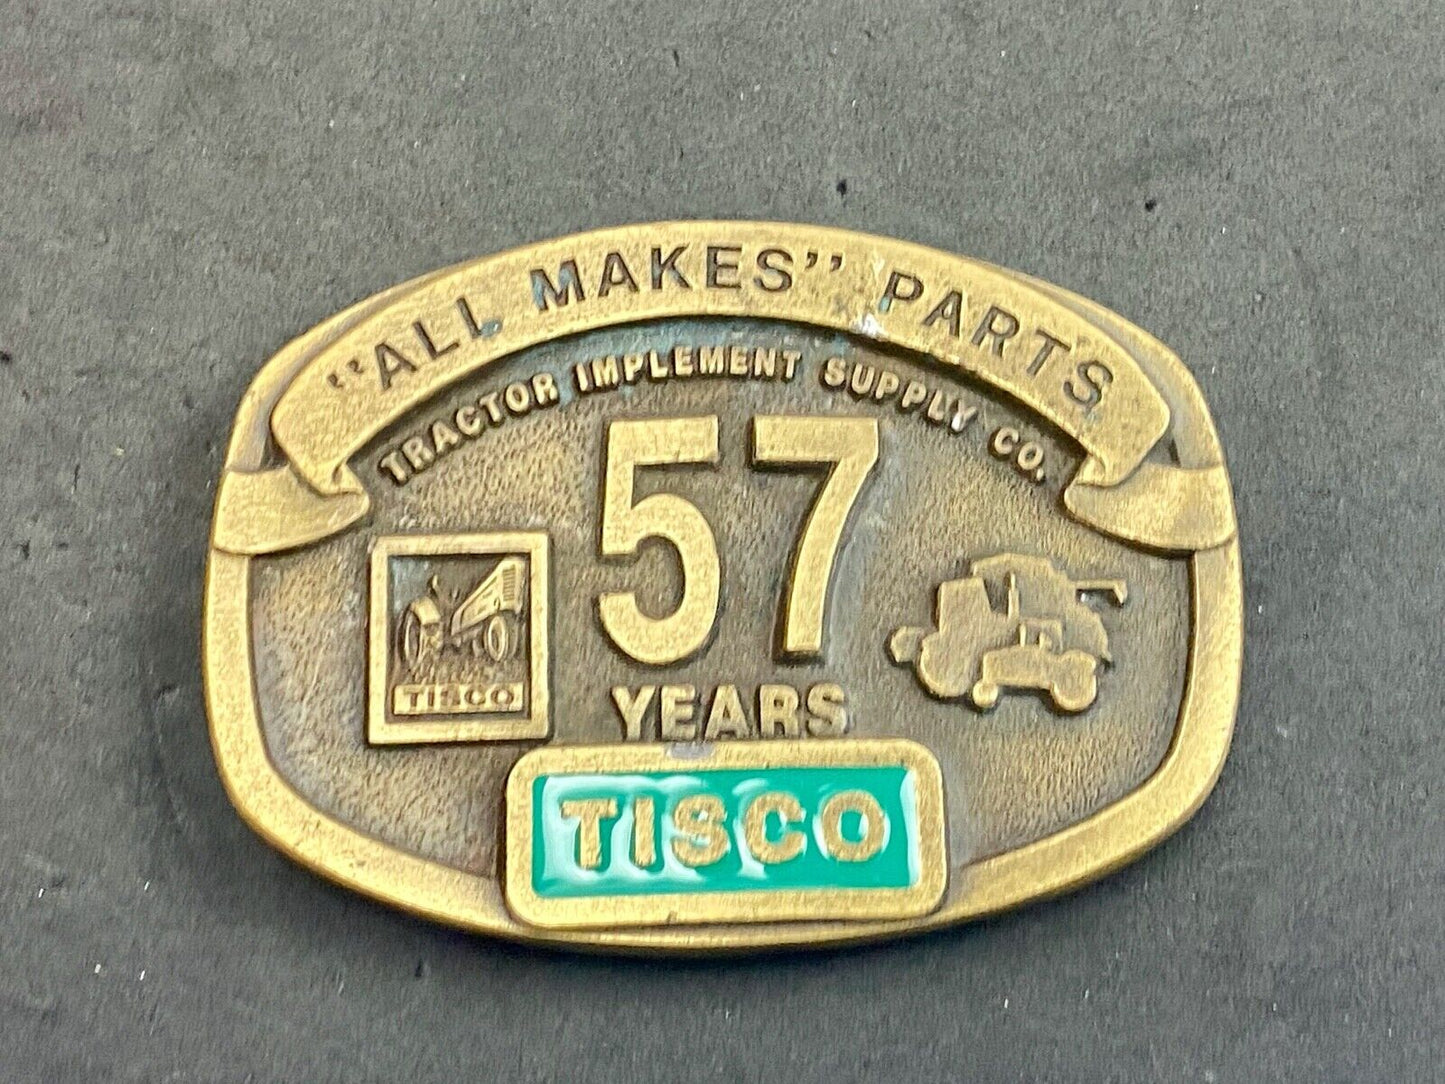 "ALL MAKES" PARTS
TRACTOR IMPLEMENT SUPPLY CO.
57
YEARS
TISCO
TISCO